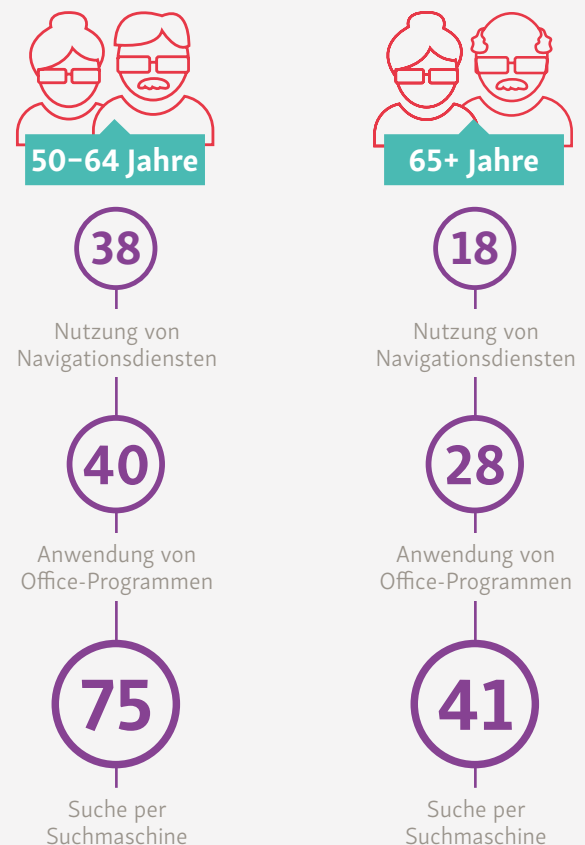 50–64 Jahre
38
Nutzung von
Navigationsdiensten
40
Anwendung von
Office-Programmen
75
Suche per
Suchmaschine
65+ Jahre
18
Nutzung von
Navigationsdiensten
28
Anwendung von
Office-Programmen
41
Suche per
Suchmaschine